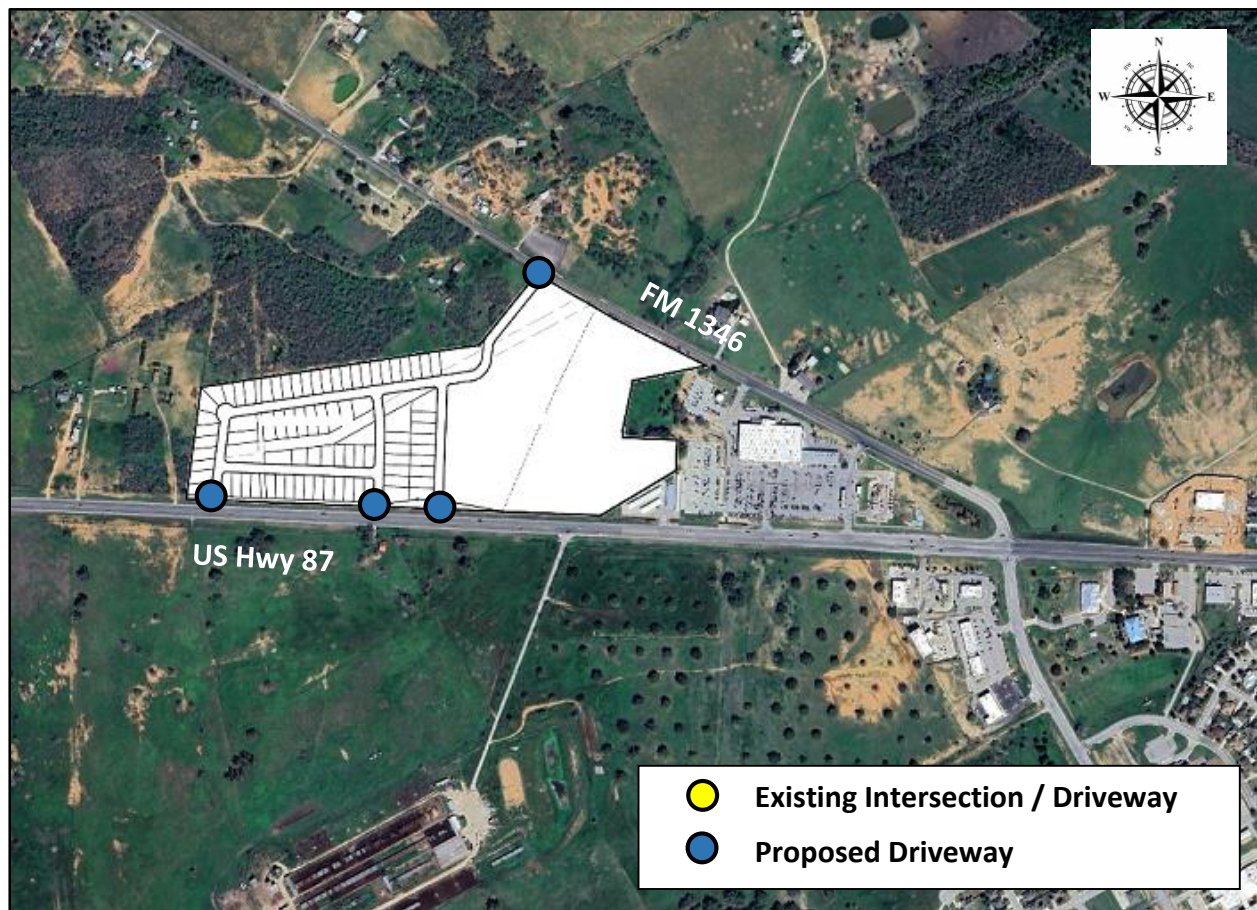 N
W
E
S
FM 1346
US Hwy 87
Existing Intersection / Driveway
Proposed Driveway